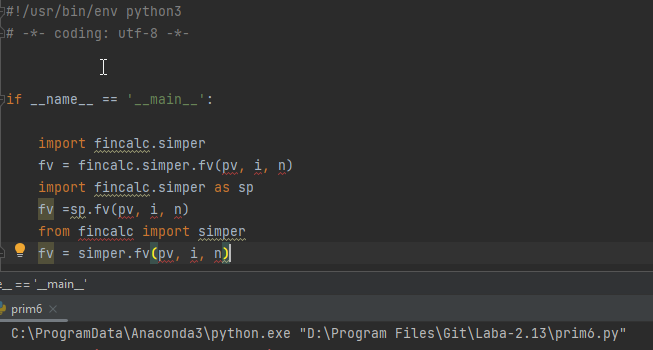 #!/usr/bin/env python3
# -*- coding: utf-8 -*-
if __name__ == '__main__':
import fincalc.simper
fv = fincalc.simper.fv(pv, i, n)
import fincalc.simper as sp
fv =sp.fv(pv, i, n)
from fincalc import simper
fv = simper.fv(pv, i, n)
e__ == '__main__'
prim6 ×
C:\ProgramData\Anaconda3\python.exe "D:\Program Files\Git\Laba-2.13\prim6.py"